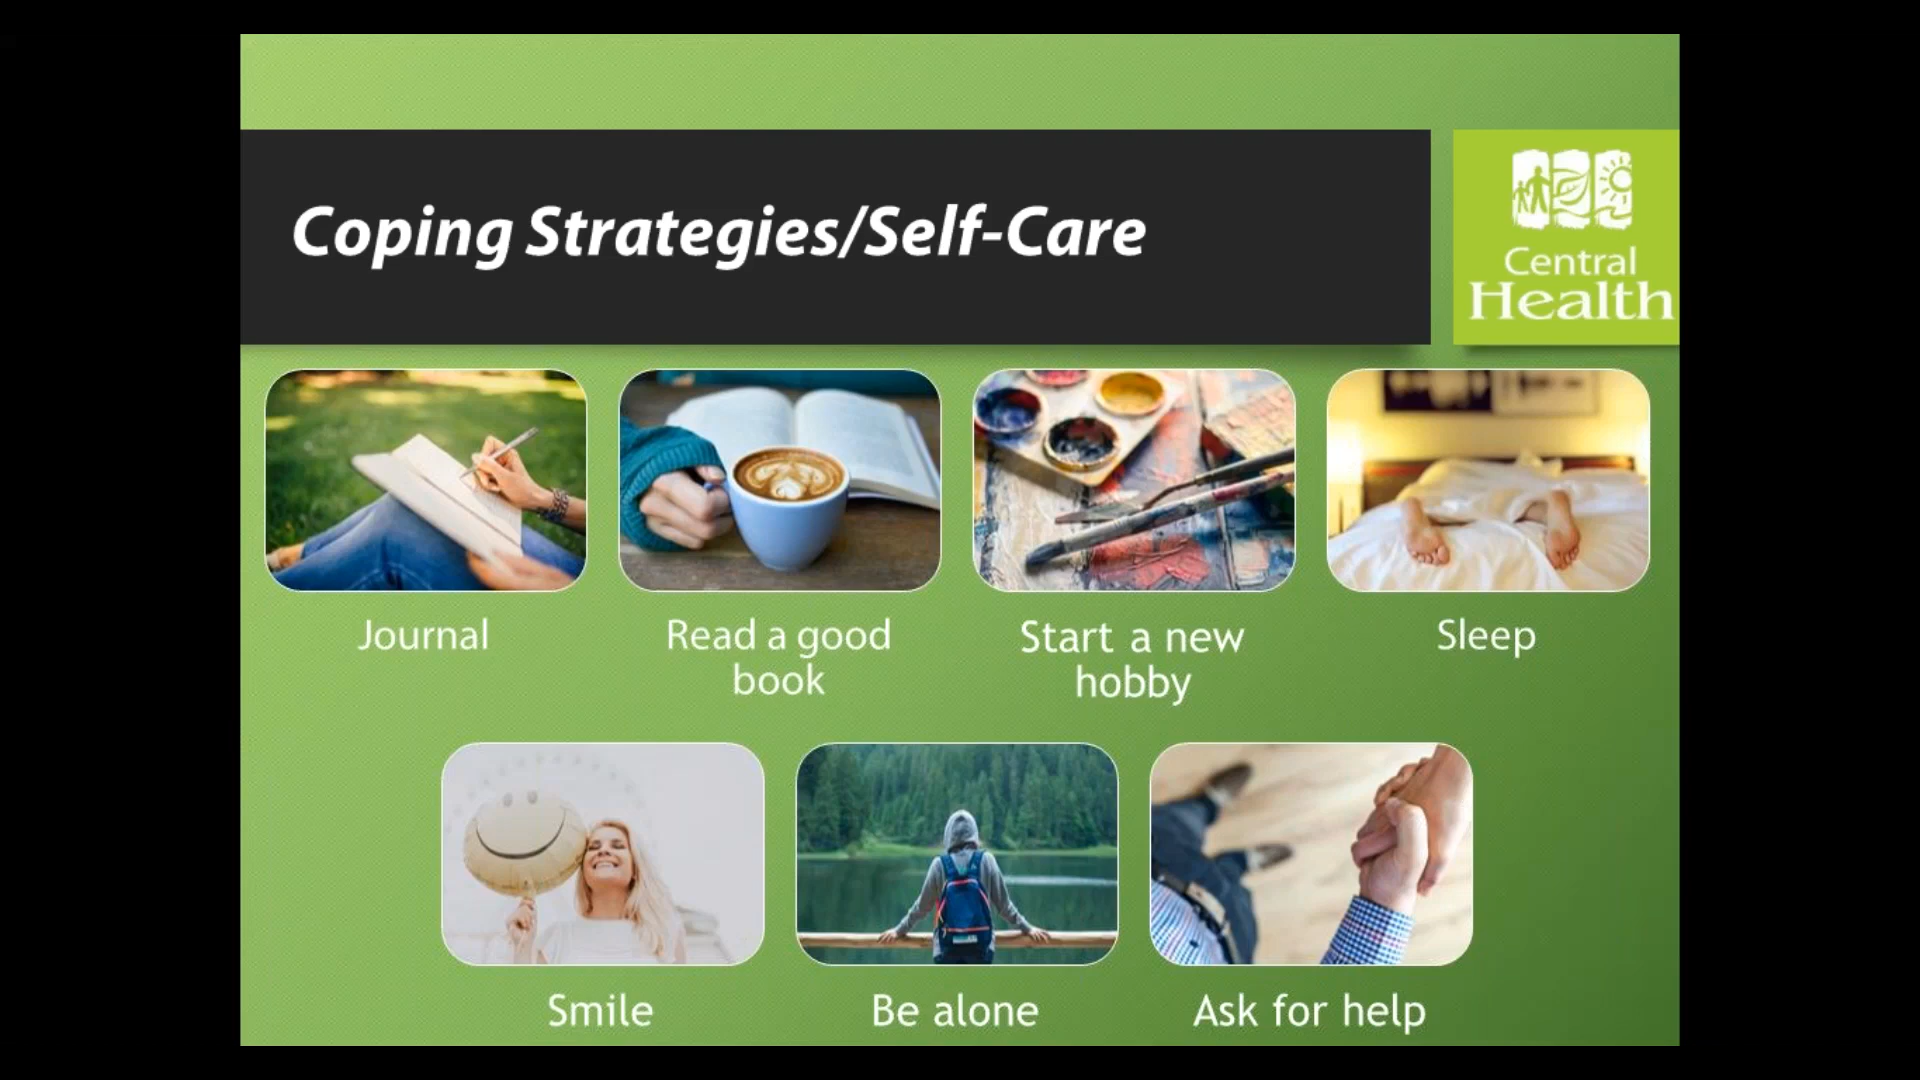 Coping Strategies/Self-Care
Central
Health
Journal
Read a good
book
Start a new
hobby
Sleep
Smile
Be alone
Ask for help